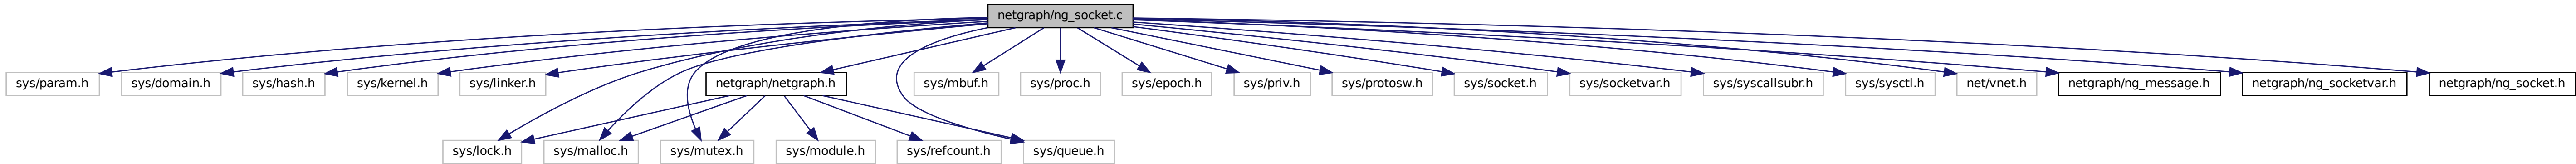 netgraph/ng_socket.c
sys/param.h
sys/domain.h
sys/hash.h
sys/kernel.h
sys/linker.h
netgraph/netgraph.h
sys/mbuf.h
sys/proc.h
sys/epoch.h
sys/priv.h
sys/protosw.h
sys/socket.h
sys/socketvar.h
sys/syscallsubr.h
sys/sysctl.h
net/vnet.h
netgraph/ng_message.h
netgraph/ng_socketvar.h
netgraph/ng_socket.h
sys/lock.h
sys/malloc.h
sys/mutex.h
sys/module.h
sys/refcount.h
sys/queue.h